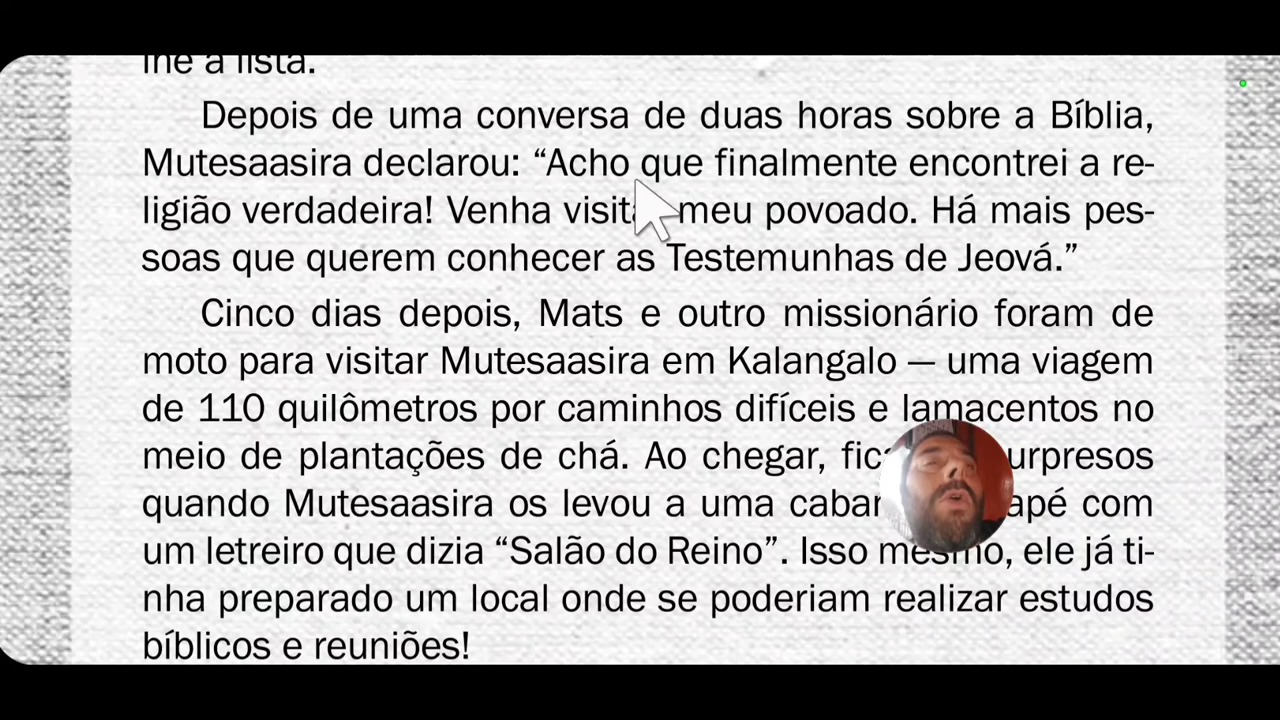 lhe a lista.
Depois de uma conversa de duas horas sobre a Bíblia,
Mutesaasira declarou: “Acho que finalmente encontrei a re-
ligião verdadeira! Venha meu povoado. Há mais pes-
soas que querem conhecer as Testemunhas de Jeová.”
Cinco dias depois, Mats e outro missionário foram de
moto para visitar Mutesaasira em Kalangalo — uma viagem
de 110 quilômetros por caminhos difíceis e lamacentos no
meio de plantações de chá. Ao chegar,
quando Mutesaasira os levou a uma com
um letreiro que dizia “Salão do Reino”. Isso mesmo, ele já ti-
nha preparado um local onde se poderiam realizar estudos
bíblicos e reuniões!